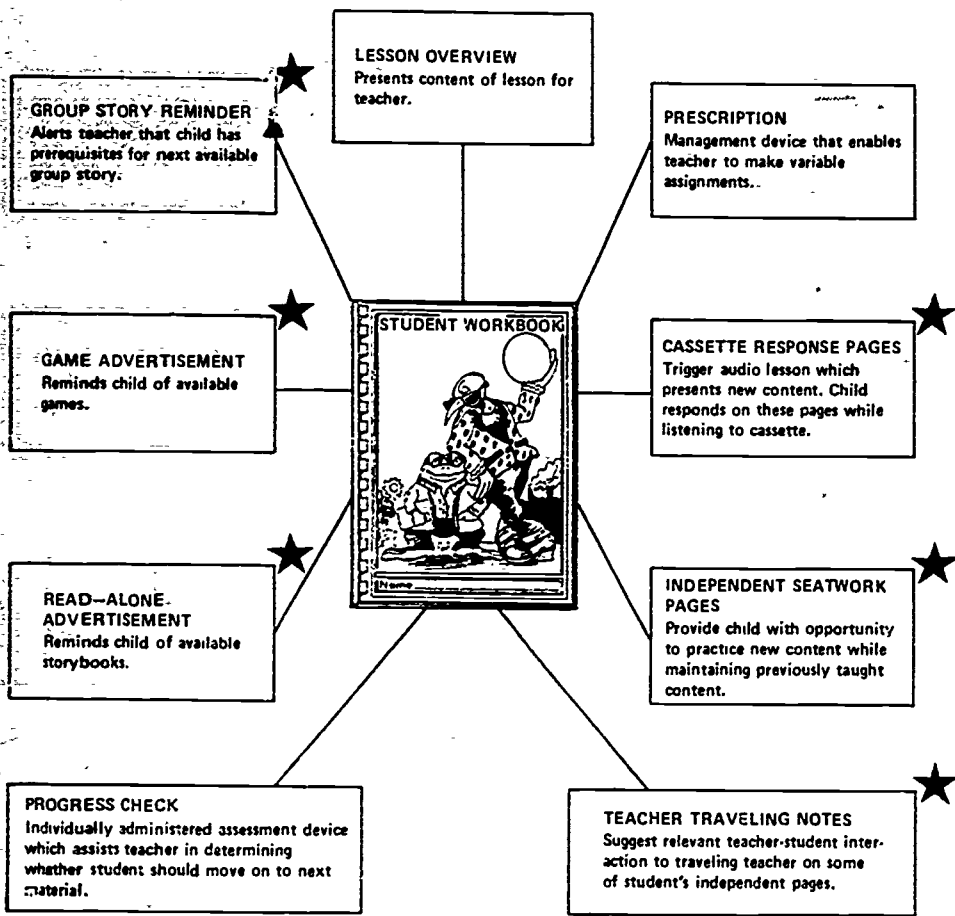 LESSON OVERVIEW
Presents content of lesson for
teacher.
GROUP STORY REMINDER
Alerts teacher that child has
prerequisites for next available
group story.
PRESCRIPTION
Management device that enables
teacher to make variable
assignments.
STUDENT WORKBOOK
Name
GAME ADVERTISEMENT
Reminds child of available
games.
CASSETTE RESPONSE PAGES
Trigger audio lesson which
presents new content. Child
responds on these pages while
listening to cassette.
READ-ALONE
ADVERTISEMENT
Reminds child of available
storybooks.
INDEPENDENT SEATWORK
PAGES
Provide child with opportunity
to practice new content while
maintaining previously taught
content.
PROGRESS CHECK
Individually administered assessment device
which assists teacher in determining
whether student should move on to next
material.
TEACHER TRAVELING NOTES
Suggest relevant teacher-student inter-
action to traveling teacher on some
of student's independent pages.